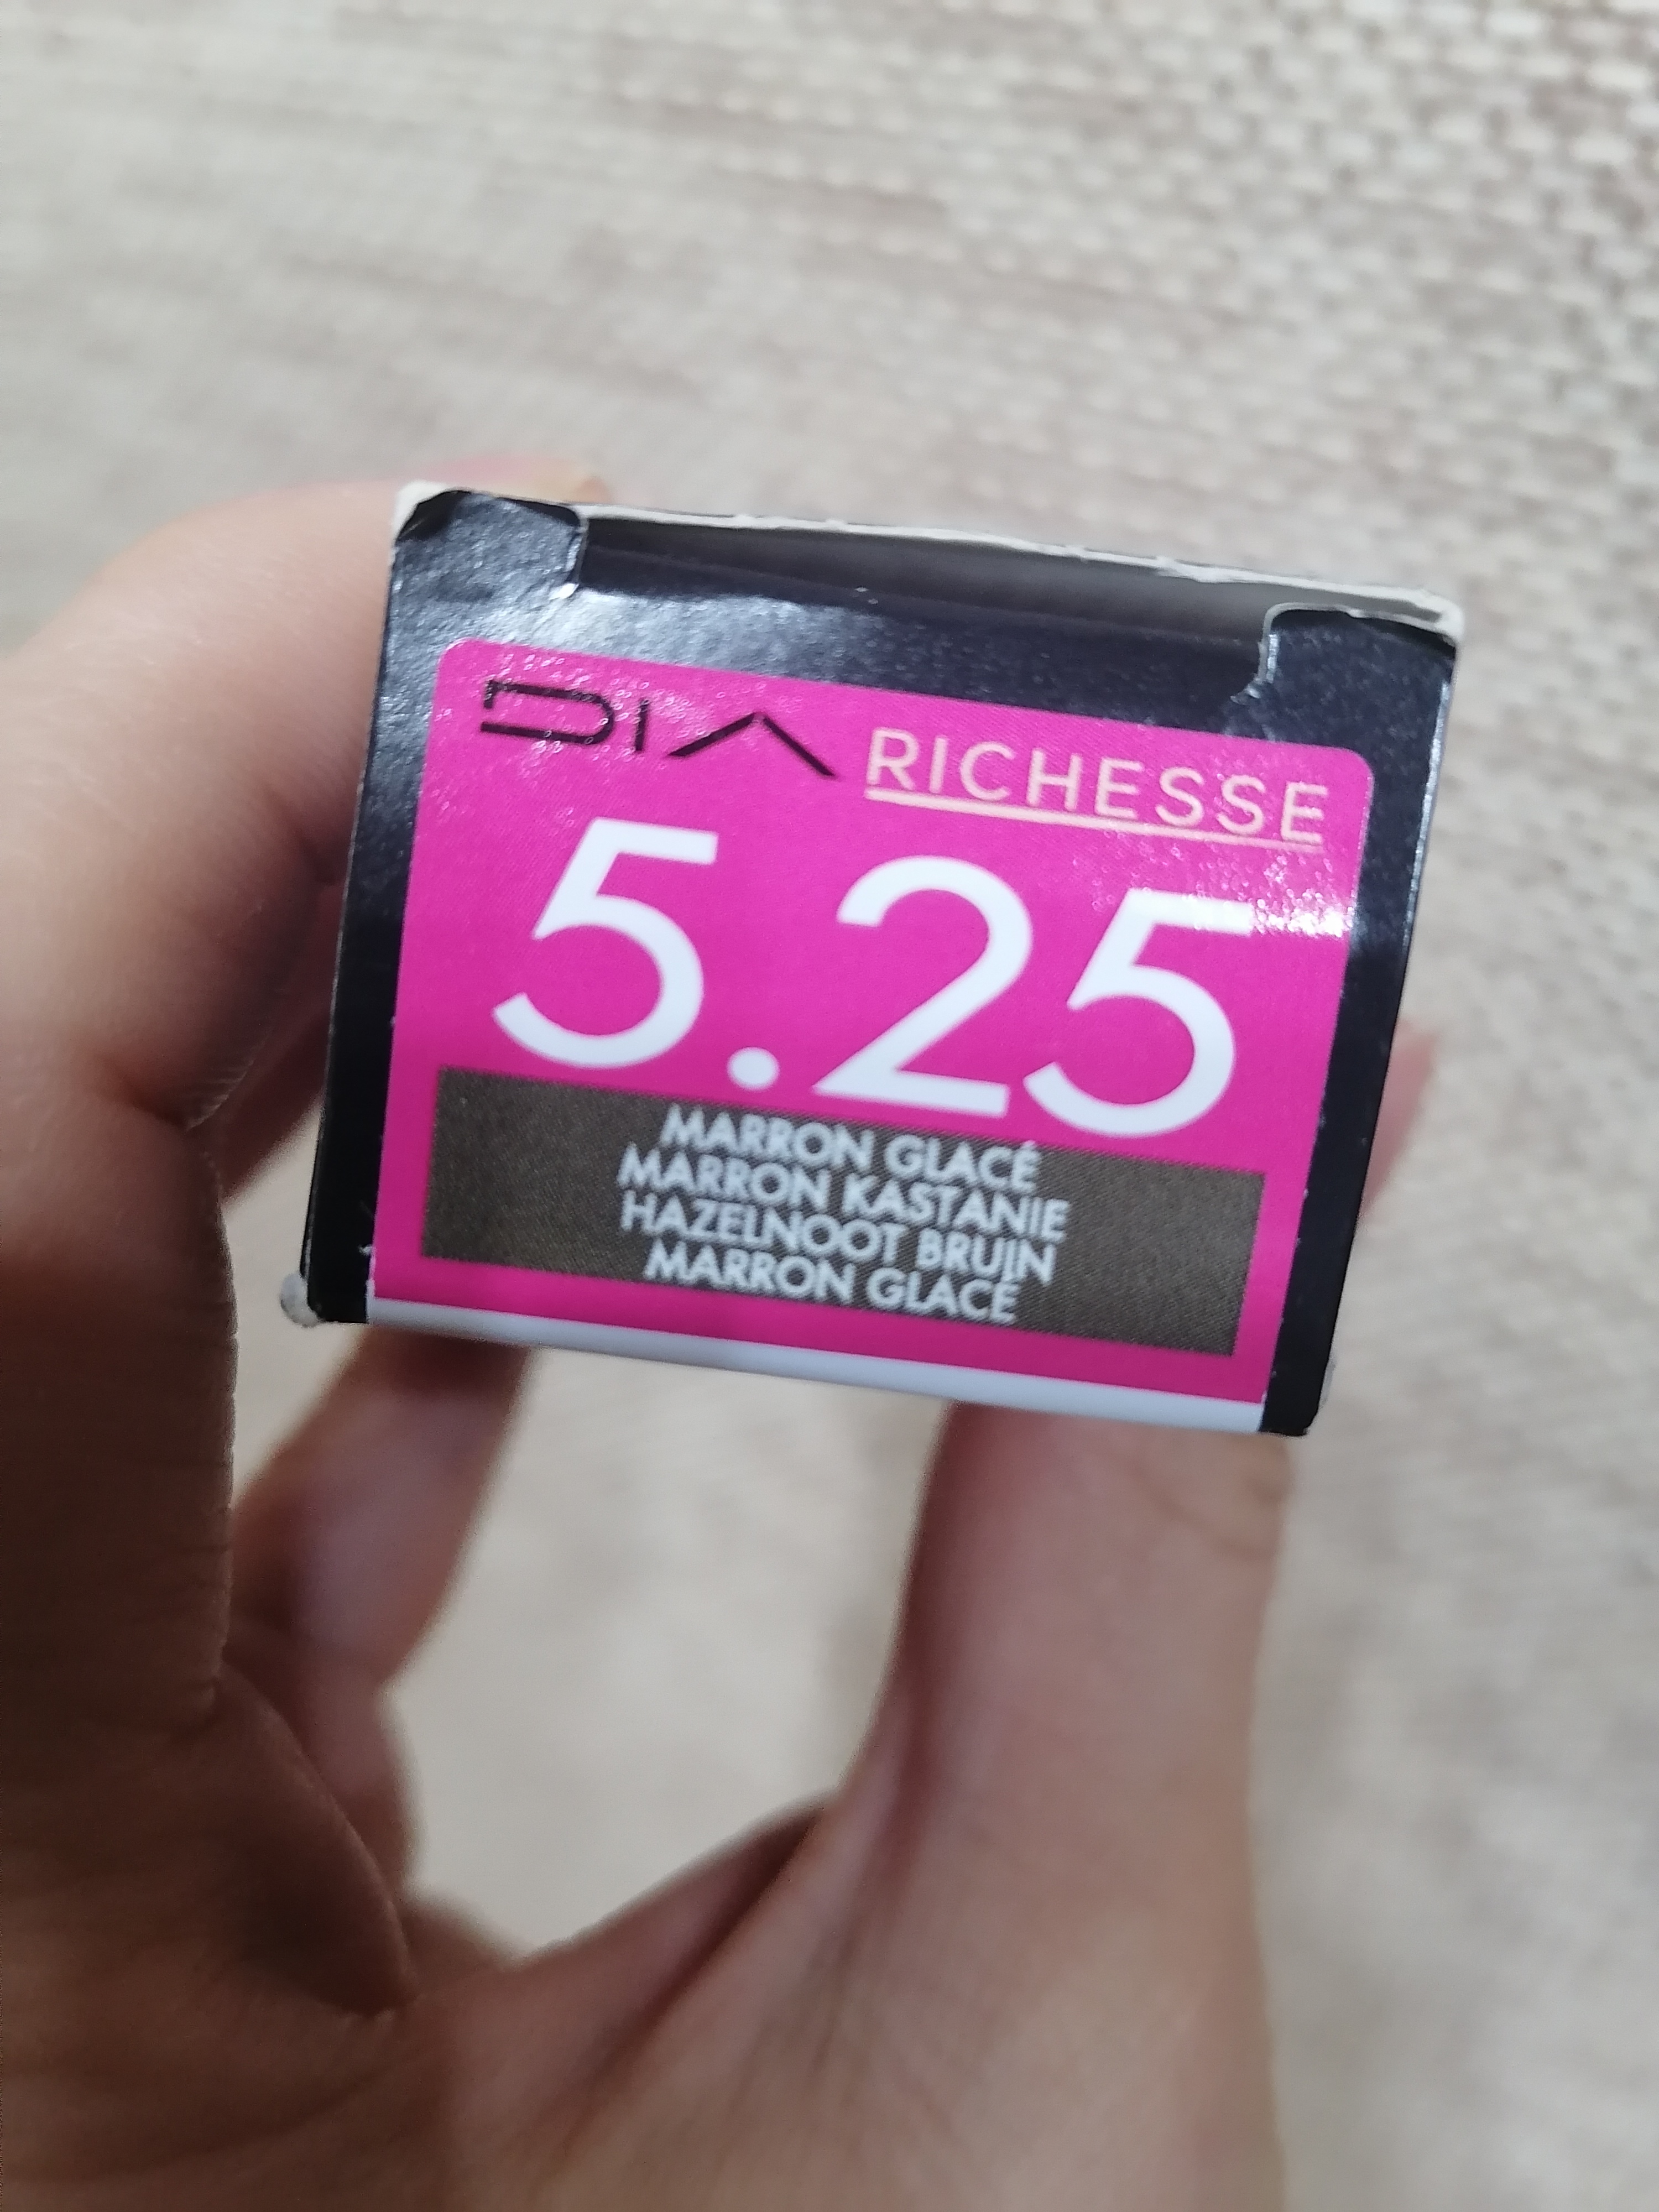 DIA RICHESSE
5.25
MARRON GLACÉ
MARRON KASTANIE
HAZELNOOT BRUIN
MARRON GLACÉ